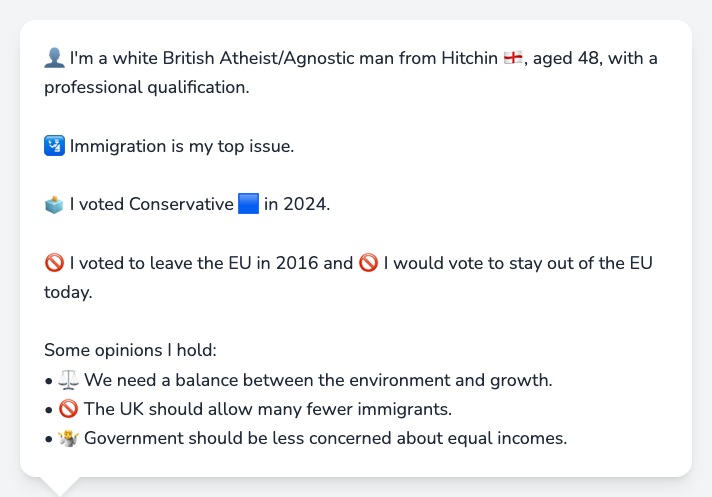 👤 I'm a white British Atheist/Agnostic man from Hitchin 🏴󠁧󠁢󠁥󠁮󠁧󠁿, aged 48, with a
professional qualification.
🛂 Immigration is my top issue.
🗳️ I voted Conservative 🟦 in 2024.
🚫 I voted to leave the EU in 2016 and 🚫 I would vote to stay out of the EU
today.
Some opinions I hold:
• ⚖️ We need a balance between the environment and growth.
• 🚫 The UK should allow many fewer immigrants.
• 🤷 Government should be less concerned about equal incomes.